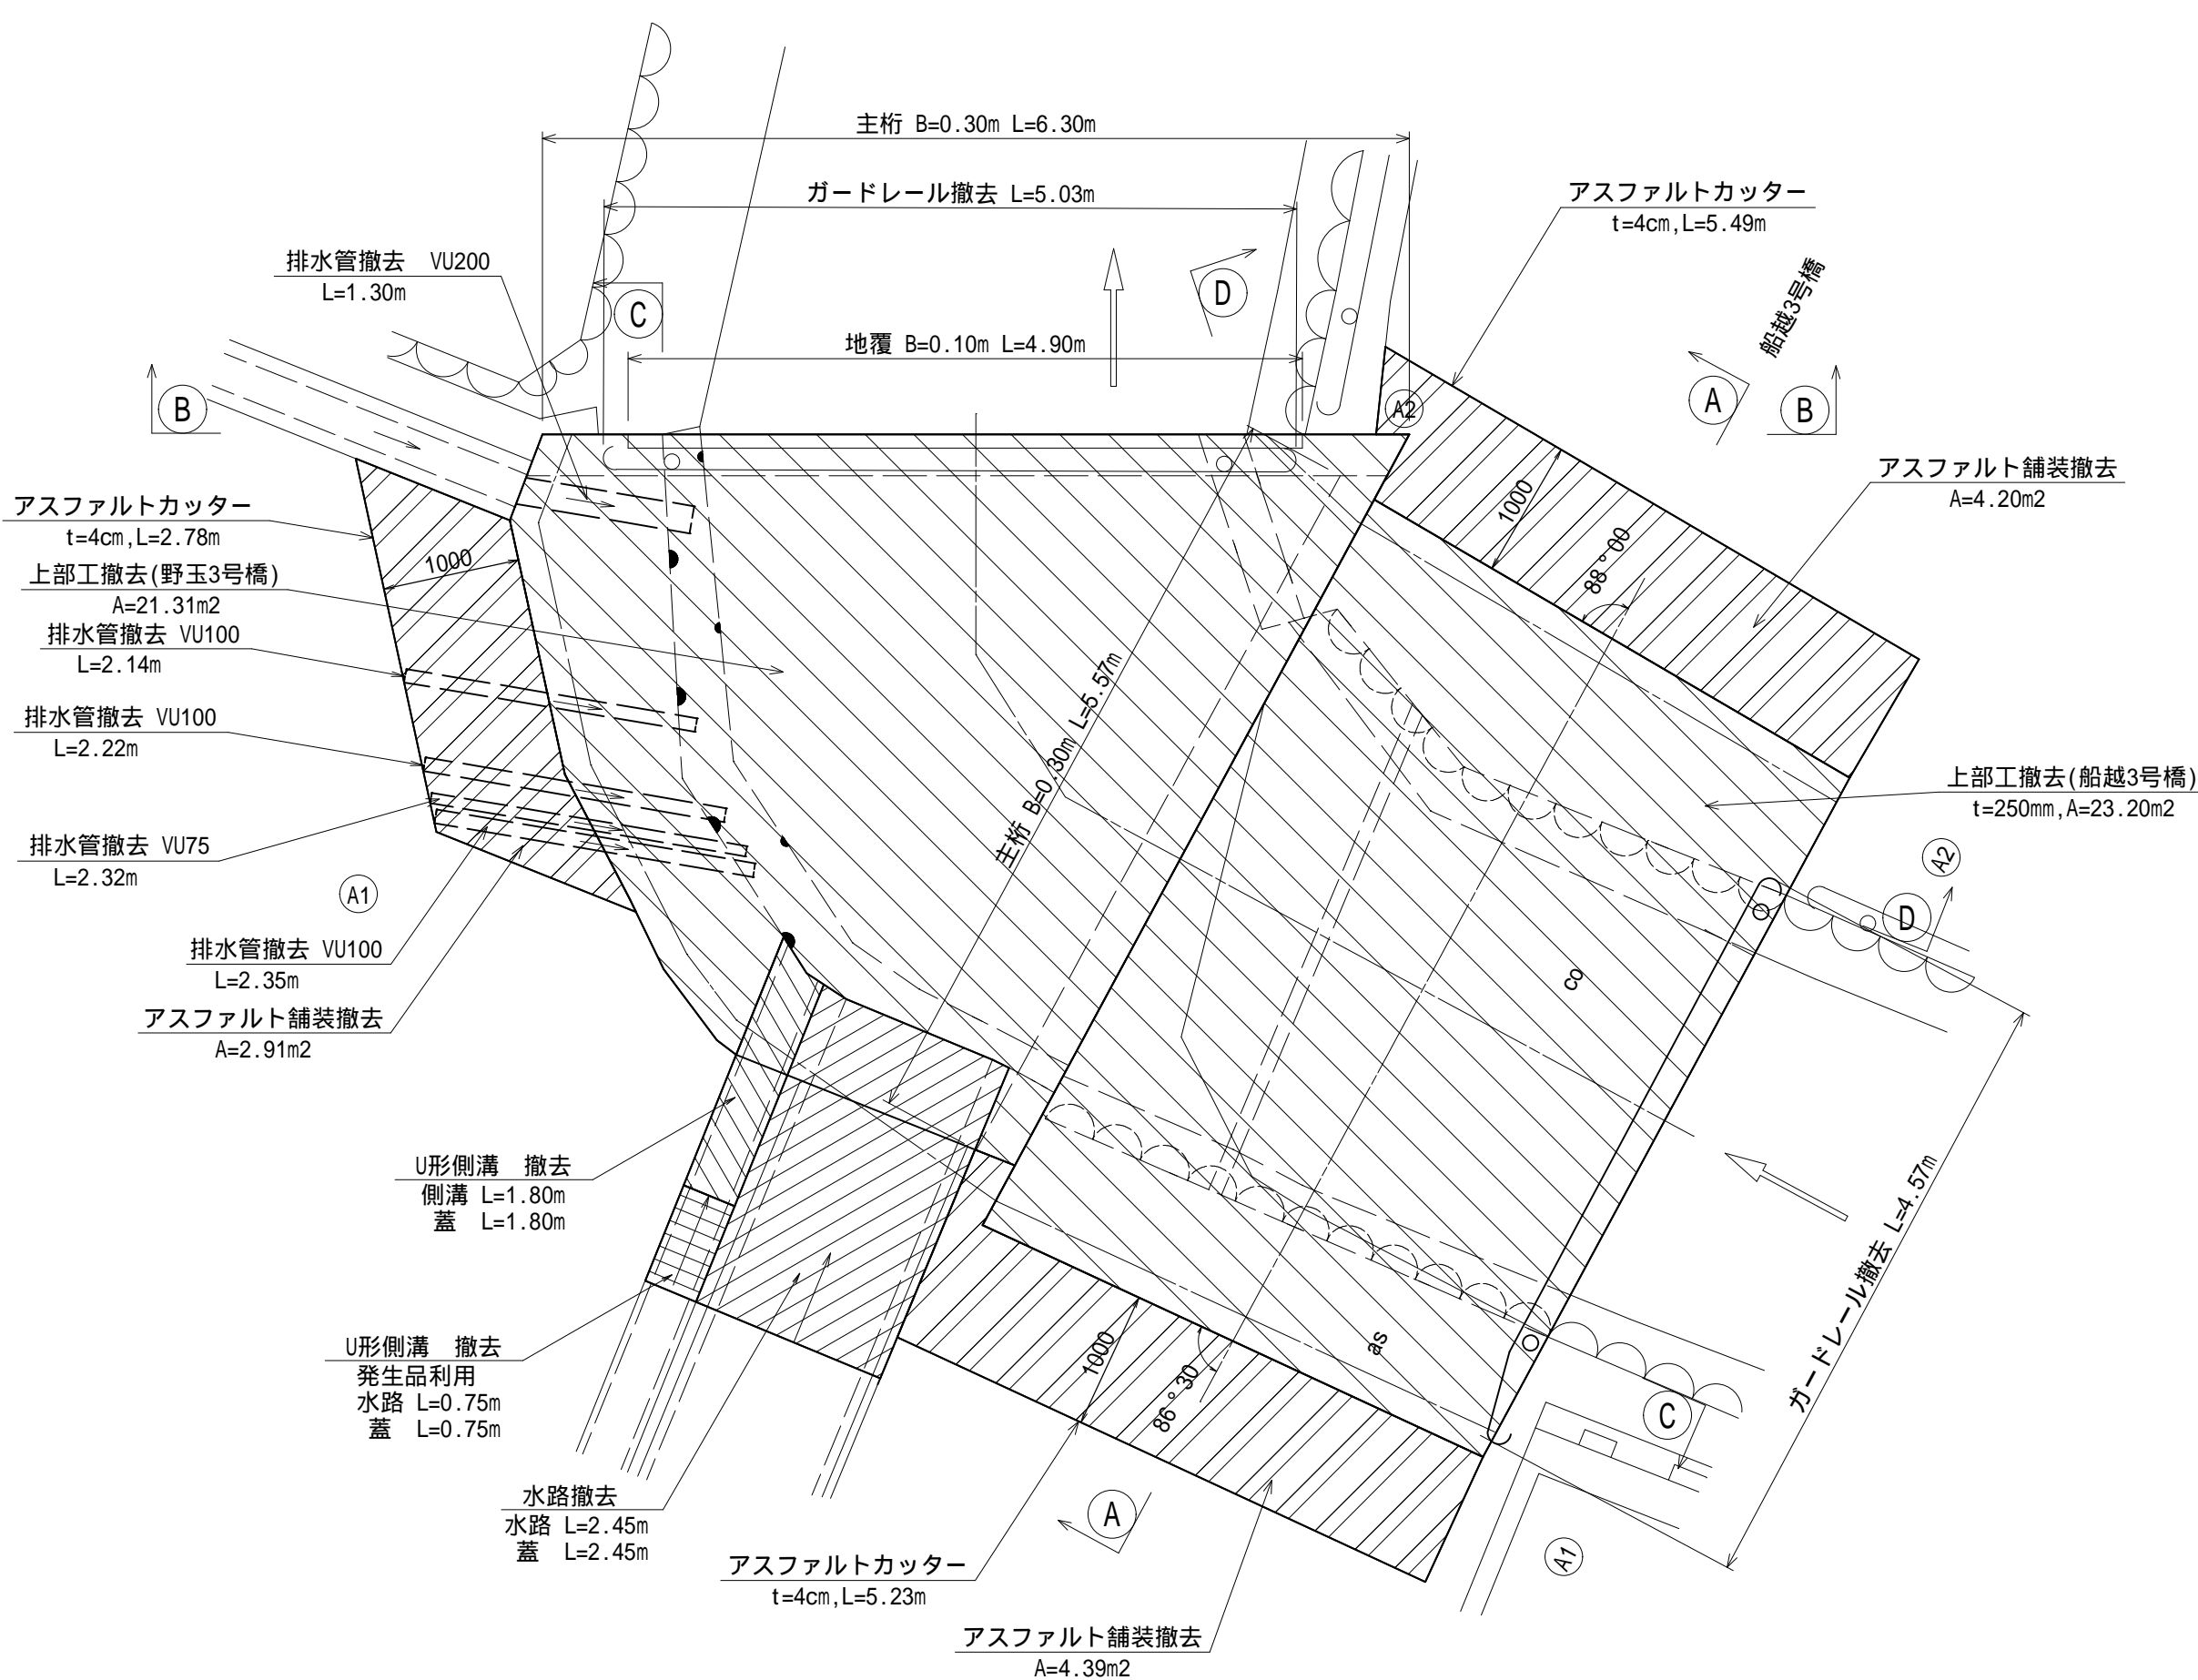 主桁 B=0.30m L=6.30m
ガードレール撤去 L=5.03m
アスファルトカッター
t=4cm,L=5.49m
排水管撤去 VU200
L=1.30m
船越3号橋
C
D
地覆 B=0.10m L=4.90m
B
A2
A
B
アスファルト舗装撤去
A=4.20m2
1000
88°00
アスファルトカッター
t=4cm,L=2.78m
1000
上部工撤去(野玉3号橋)
A=21.31m2
排水管撤去 VU100
L=2.14m
排水管撤去 VU100
L=2.22m
主桁 B=0.30m L=5.57m
上部工撤去(船越3号橋)
t=250mm,A=23.20m2
排水管撤去 VU75
L=2.32m
A1
A2
D
排水管撤去 VU100
L=2.35m
co
アスファルト舗装撤去
A=2.91m2
U形側溝 撤去
側溝 L=1.80m
蓋 L=1.80m
ガードレール撤去 L=4.57m
U形側溝 撤去
発生品利用
水路 L=0.75m
蓋 L=0.75m
1000
86°30
as
C
水路撤去
水路 L=2.45m
蓋 L=2.45m
A
A1
アスファルトカッター
t=4cm,L=5.23m
アスファルト舗装撤去
A=4.39m2